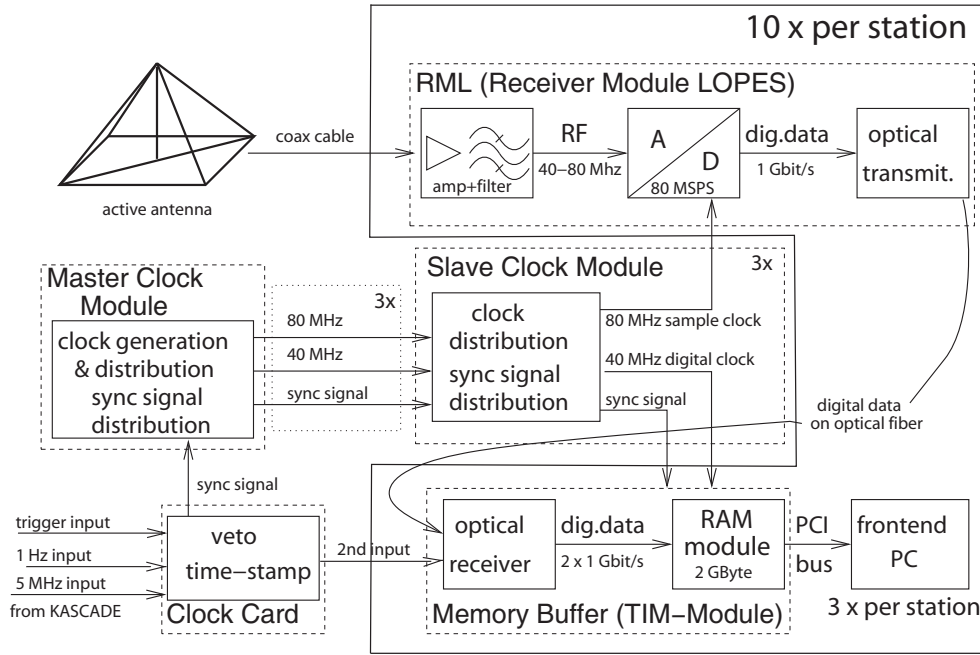 10 x per station
RML (Receiver Module LOPES)
coax cable
amp+filter
RF
40−80 Mhz
A
D
80 MSPS
dig.data
1 Gbit/s
optical
transmit.
active antenna
Master Clock
Module
clock generation
& distribution
sync signal
distribution
3x
80 MHz
40 MHz
sync signal
Slave Clock Module
3x
clock
distribution
sync signal
distribution
80 MHz sample clock
40 MHz digital clock
sync signal
digital data
on optical fiber
sync signal
trigger input
1 Hz input
5 MHz input
from KASCADE
veto
time−stamp
Clock Card
2nd input
optical
receiver
dig.data
2 x 1 Gbit/s
RAM
module
2 GByte
Memory Buffer (TIM−Module)
PCI
bus
frontend
PC
3 x per station